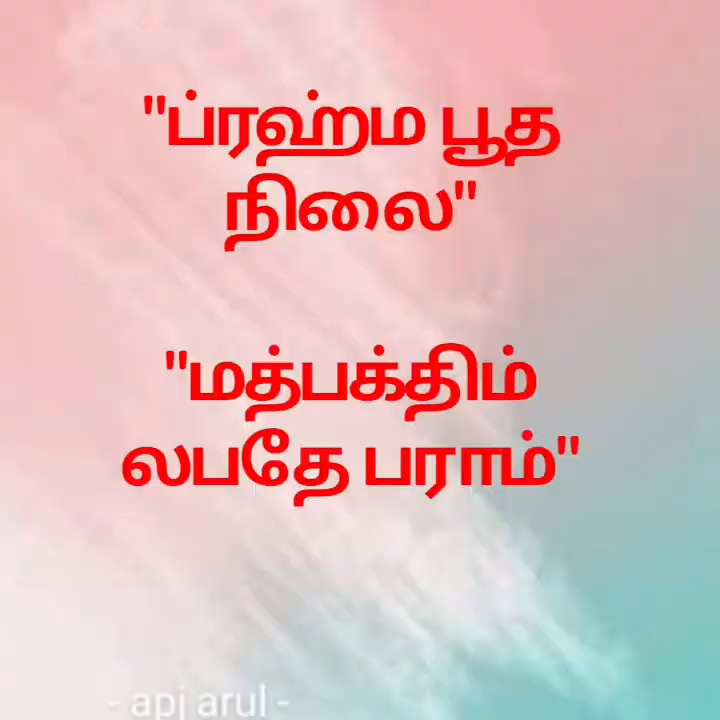 "ப்ரஹ்ம பூத
நிலை"
"மத்பக்திம்
லபதே பராம்"
- apj arul -